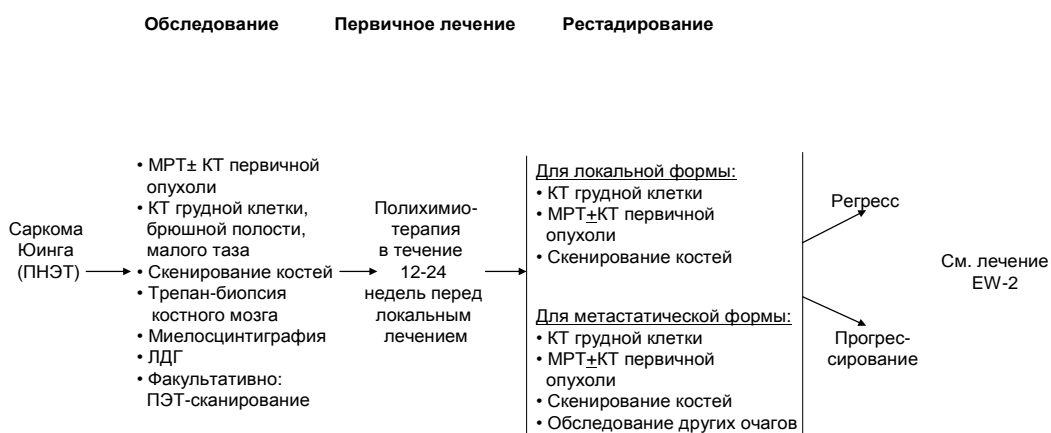 Обследование
Первичное лечение
Рестадирование
Саркома
Юинга
(ПНЭТ)
• МРТ± КТ первичной
опухоли
• КТ грудной клетки,
брюшной полости,
малого таза
• Скенирование костей
• Трепан-биопсия
костного мозга
• Миелосцинтиграфия
• ЛДГ
• Факультативно:
ПЭТ-сканирование
Полихимио-
терапия
в течение
12-24
недель перед
локальным
лечением
Для локальной формы:
• КТ грудной клетки
• МРТ±КТ первичной
опухоли
• Скенирование костей
Для метастатической формы:
• КТ грудной клетки
• МРТ±КТ первичной
опухоли
• Скенирование костей
• Обследование других очагов
Регресс
Прогрес-
сирование
См. лечение
EW-2